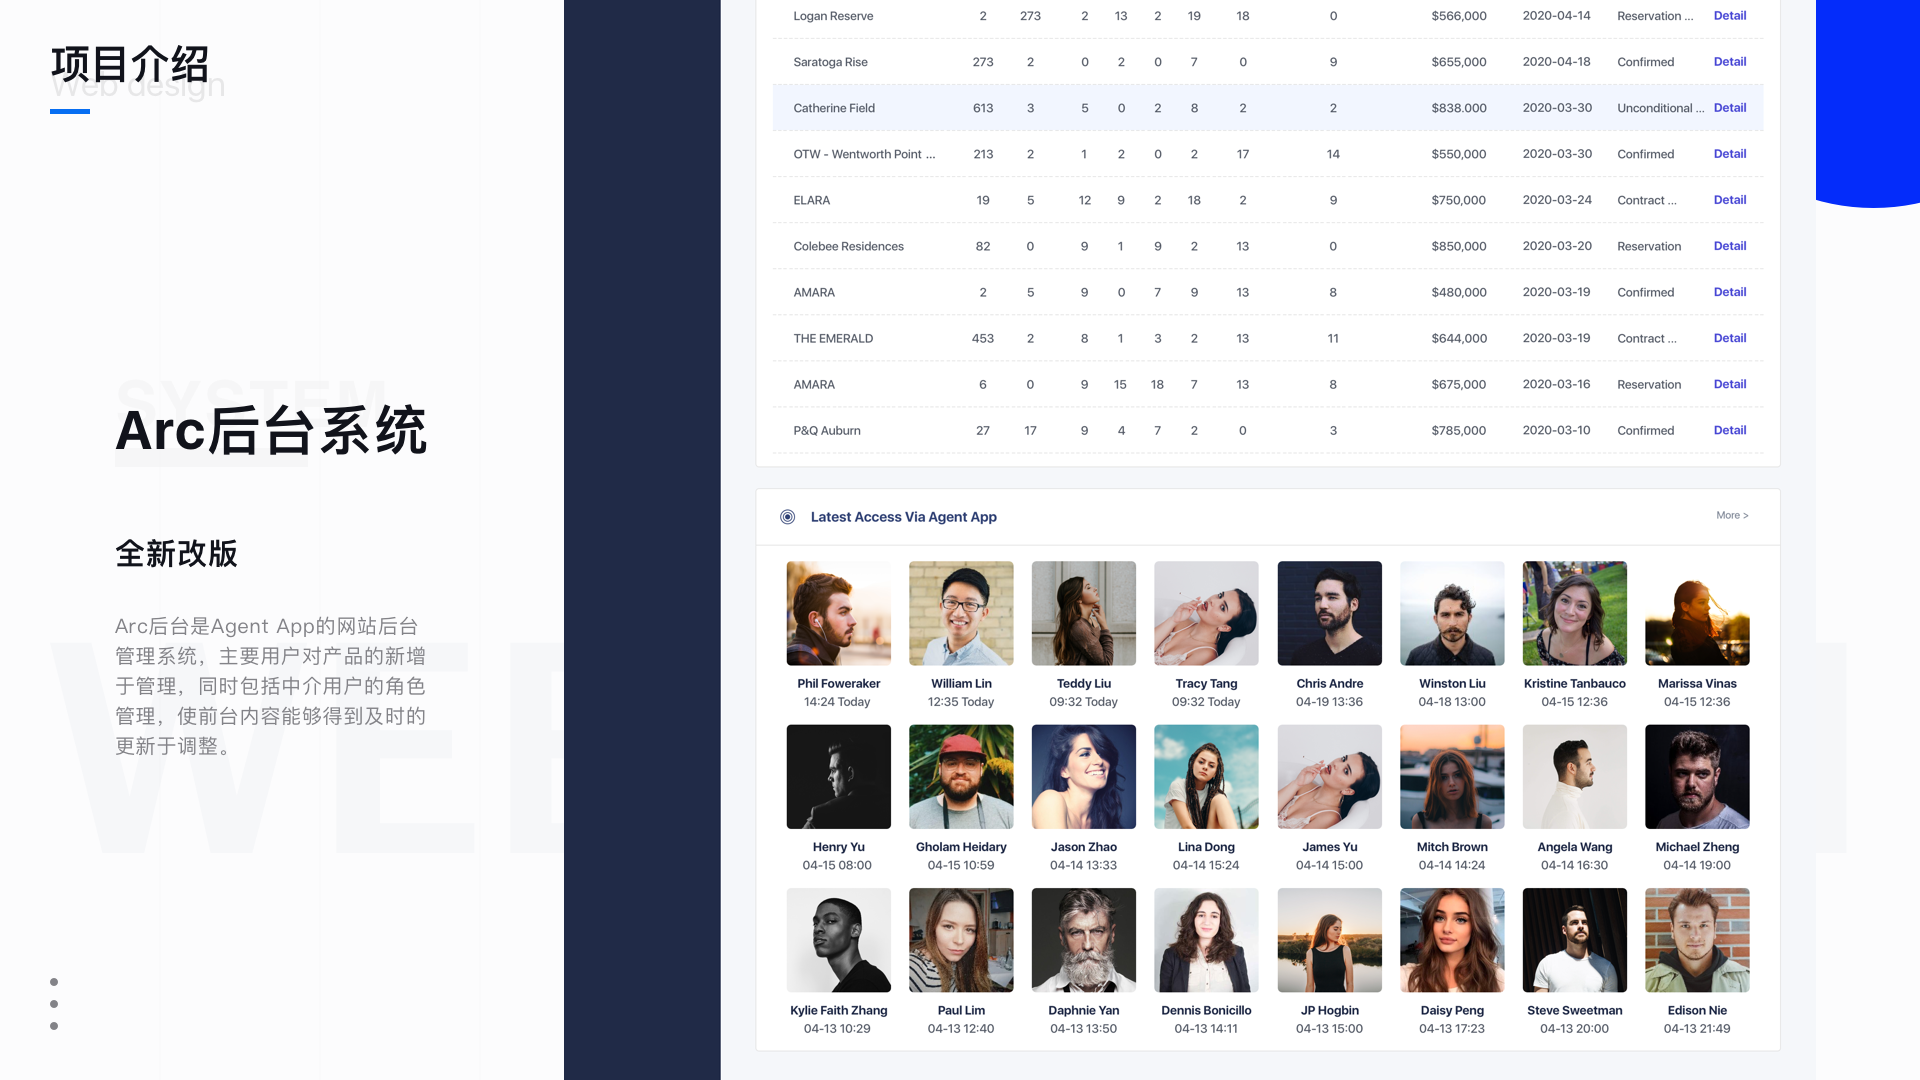 项目介绍
Web design
SYSTEM
Arc后台系统
全新改版
Arc后台是Agent App的网站后台
管理系统，主要用户对产品的新增
于管理，同时包括中介用户的角色
管理，使前台内容能够得到及时的
更新于调整。
WEB
Logan Reserve 2 273 2 13 2 19 18 0 $566,000 2020-04-14 Reservation ... Detail
Saratoga Rise 273 2 0 2 0 7 0 9 $655,000 2020-04-18 Confirmed Detail
Catherine Field 613 3 5 0 2 8 2 2 $838.000 2020-03-30 Unconditional ... Detail
OTW - Wentworth Point ... 213 2 1 2 0 2 17 14 $550,000 2020-03-30 Confirmed Detail
ELARA 19 5 12 9 2 18 2 9 $750,000 2020-03-24 Contract ... Detail
Colebee Residences 82 0 9 1 9 2 13 0 $850,000 2020-03-20 Reservation Detail
AMARA 2 5 9 0 7 9 13 8 $480,000 2020-03-19 Confirmed Detail
THE EMERALD 453 2 8 1 3 2 13 11 $644,000 2020-03-19 Contract ... Detail
AMARA 6 0 9 15 18 7 13 8 $675,000 2020-03-16 Reservation Detail
P&Q Auburn 27 17 9 4 7 2 0 3 $785,000 2020-03-10 Confirmed Detail
Latest Access Via Agent App More >
Phil Foweraker William Lin Teddy Liu Tracy Tang Chris Andre Winston Liu Kristine Tanbauco Marissa Vinas
14:24 Today 12:35 Today 09:32 Today 09:32 Today 04-19 13:36 04-18 13:00 04-15 12:36 04-15 12:36
Henry Yu Gholam Heidary Jason Zhao Lina Dong James Yu Mitch Brown Angela Wang Michael Zheng
04-15 08:00 04-15 10:59 04-14 13:33 04-14 15:24 04-14 15:00 04-14 14:24 04-14 16:30 04-14 19:00
Kylie Faith Zhang Paul Lim Daphnie Yan Dennis Bonicillo JP Hogbin Daisy Peng Steve Sweetman Edison Nie
04-13 10:29 04-13 12:40 04-13 13:50 04-13 14:11 04-13 15:00 04-13 17:23 04-13 20:00 04-13 21:49